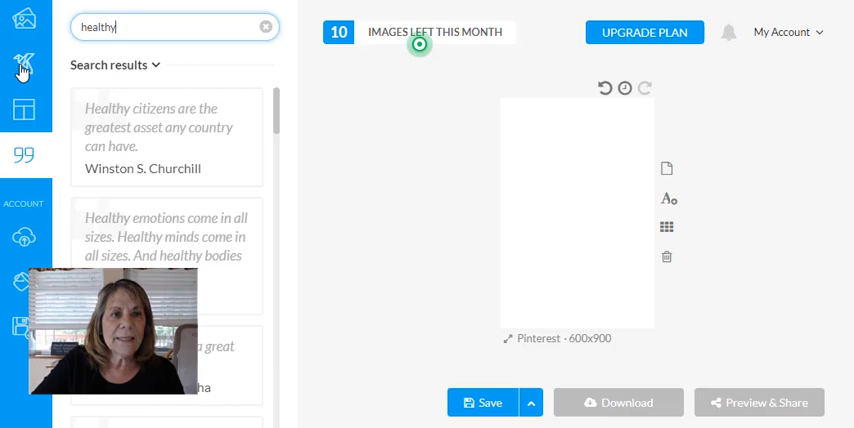 healthy
10
IMAGES LEFT THIS MONTH
UPGRADE PLAN
My Account
Search results
Healthy citizens are the
greatest asset any country
can have.
Winston S. Churchill
ACCOUNT
Healthy emotions come in all
sizes. Healthy minds come in
all sizes. And healthy bodies
a great
ha
Pinterest · 600x900
Save
Download
Preview & Share